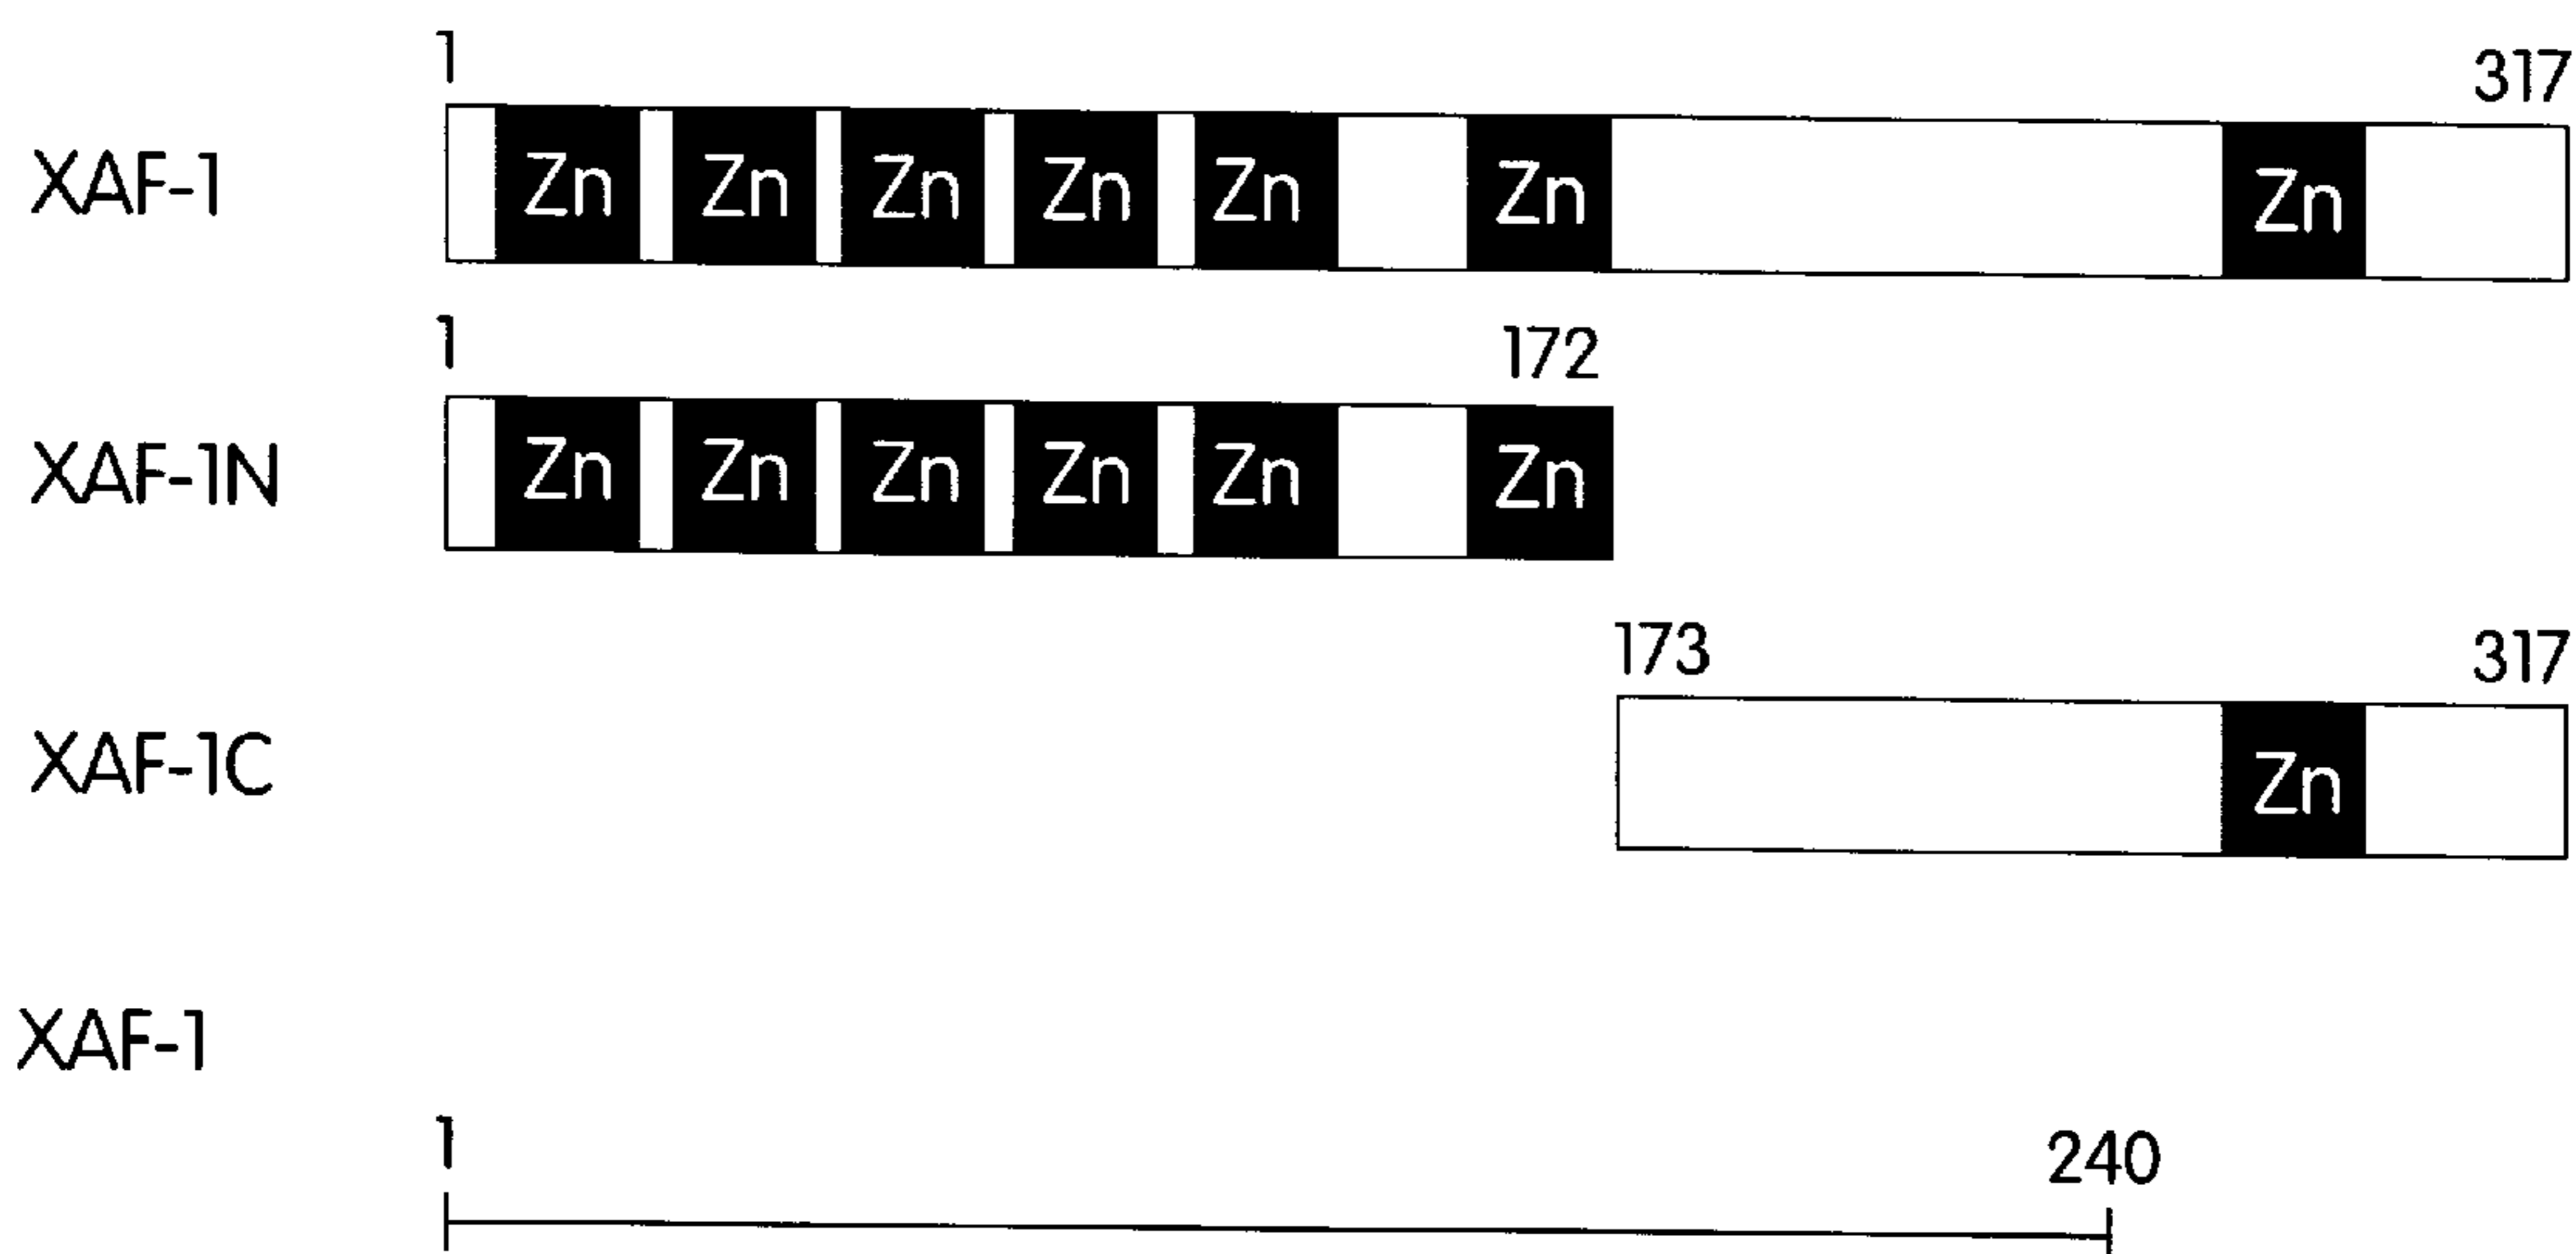 1 317
XAF-1 Zn Zn Zn Zn Zn Zn Zn
1 172
XAF-1N Zn Zn Zn Zn Zn Zn
173 317
XAF-1C Zn
XAF-1
1 240